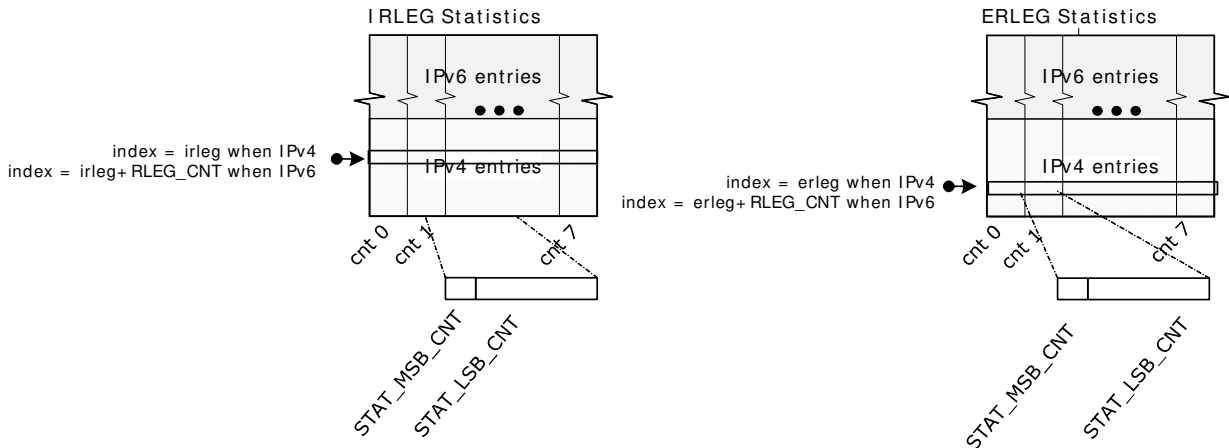 IRLEG Statistics
IPv6 entries
index = irleg when IPv4
index = irleg+RLEG_CNT when IPv6
IPv4 entries
cnt 0
cnt 1
cnt 7
STAT_MSB_CNT
STAT_LSB_CNT
ERLEG Statistics
IPv6 entries
IPv4 entries
index = erleg when IPv4
index = erleg+RLEG_CNT when IPv6
cnt 0
cnt 1
cnt 7
STAT_MSB_CNT
STAT_LSB_CNT